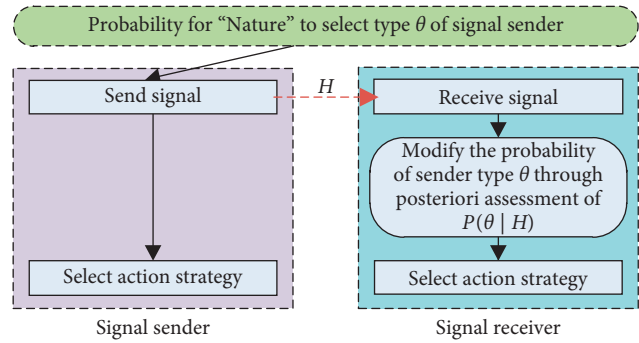 Probability for “Nature” to select type θ of signal sender
Send signal
H
Receive signal
Modify the probability
of sender type θ through
posteriori assessment of
P(θ | H)
Select action strategy
Select action strategy
Signal sender
Signal receiver